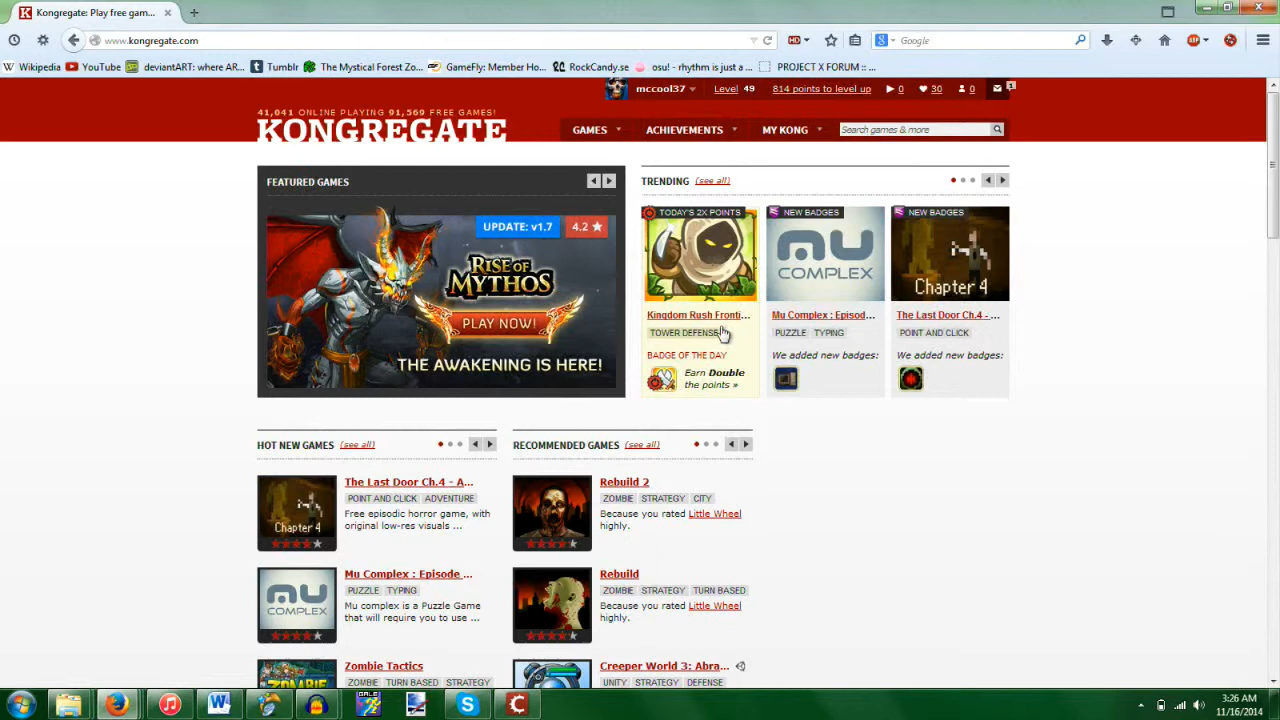 Kongregate: Play free gam...
www.kongregate.com
Google
Wikipedia
YouTube
deviantART: where AR...
Tumblr
The Mystical Forest Zo...
GameFly: Member Ho...
RockCandy.se
osu! - rhythm is just a ...
PROJECT X FORUM :: ...
mccool37
Level 49
814 points to level up
0
30
0
1
41,041 ONLINE PLAYING 91,569 FREE GAMES!
KONGREGATE
GAMES
ACHIEVEMENTS
MY KONG
Search games & more
FEATURED GAMES
UPDATE: v1.7
4.2
RISE OF
MYTHOS
PLAY NOW!
THE AWAKENING IS HERE!
TRENDING (see all)
TODAY'S 2X POINTS
Kingdom Rush Fronti...
TOWER DEFENSE
BADGE OF THE DAY
Earn Double
the points »
NEW BADGES
mu
COMPLEX
Mu Complex : Episod...
PUZZLE TYPING
We added new badges:
NEW BADGES
Chapter 4
The Last Door Ch.4 - ...
POINT AND CLICK
We added new badges:
HOT NEW GAMES (see all)
Chapter 4
The Last Door Ch.4 - A...
POINT AND CLICK ADVENTURE
Free episodic horror game, with
original low-res visuals ...
mu
COMPLEX
Mu Complex : Episode ...
PUZZLE TYPING
Mu complex is a Puzzle Game
that will require you to use ...
ZOMBIE
Zombie Tactics
ZOMBIE TURN BASED STRATEGY
RECOMMENDED GAMES (see all)
Rebuild 2
ZOMBIE STRATEGY CITY
Because you rated Little Wheel
highly.
Rebuild
ZOMBIE STRATEGY TURN BASED
Because you rated Little Wheel
highly.
Creeper World 3: Abra...
UNITY STRATEGY DEFENSE
3:26 AM
11/16/2014